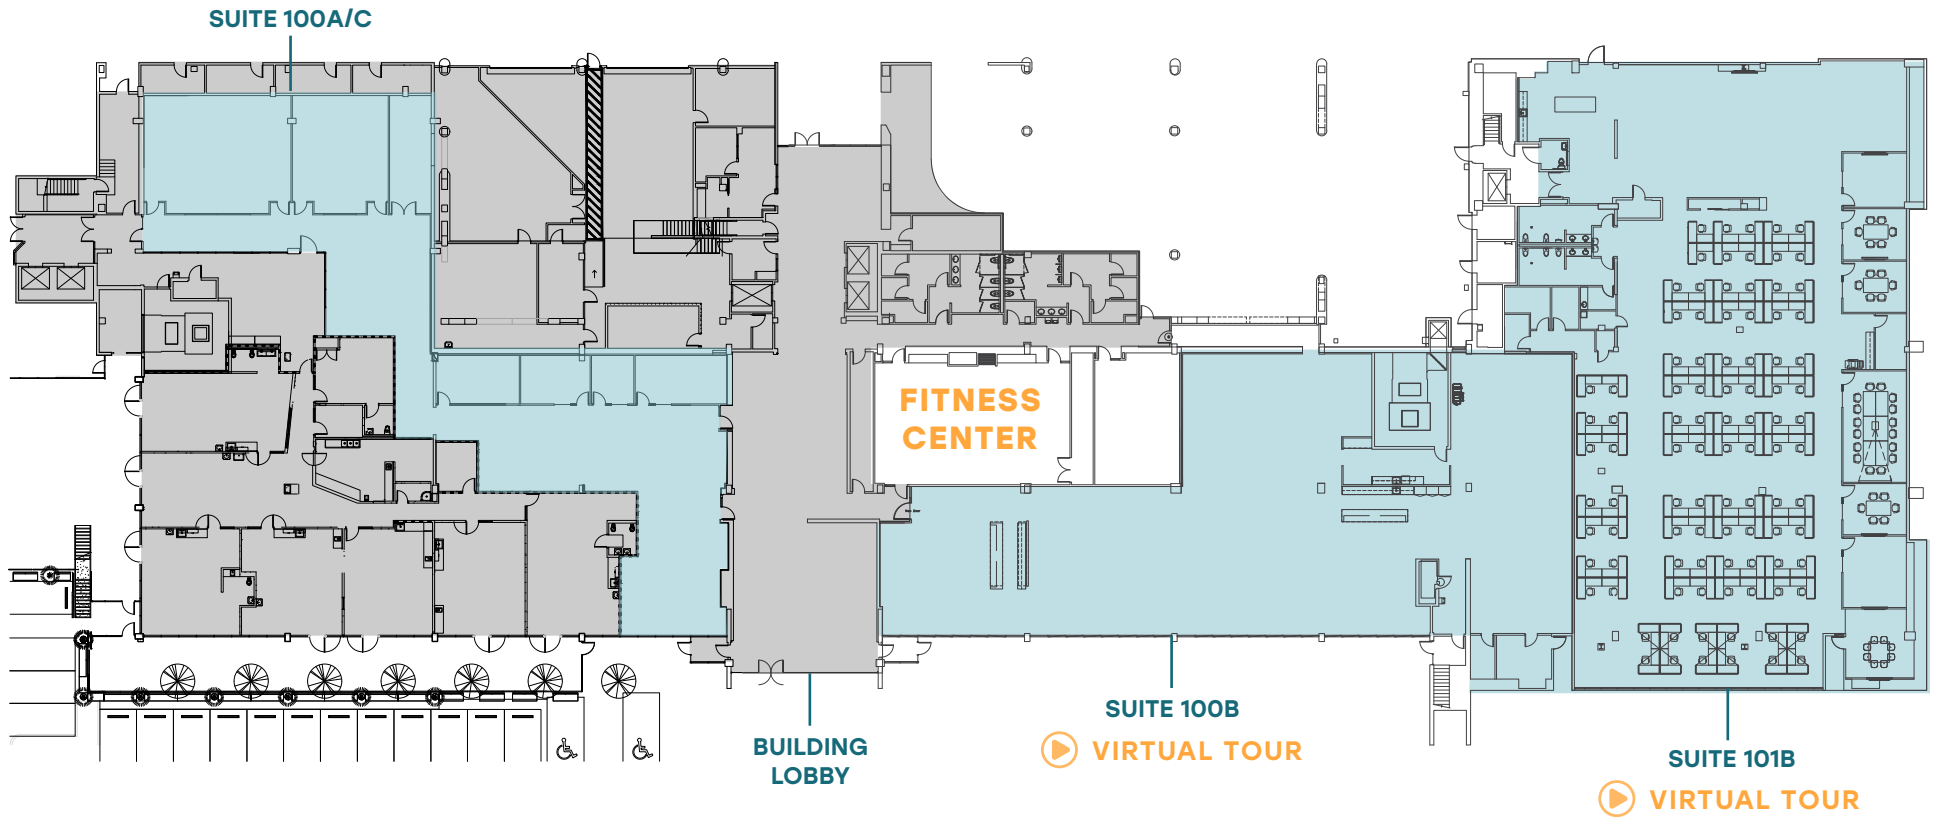 SUITE 100A/C
FITNESS
CENTER
SUITE 100B
VIRTUAL TOUR
BUILDING
LOBBY
SUITE 101B
VIRTUAL TOUR